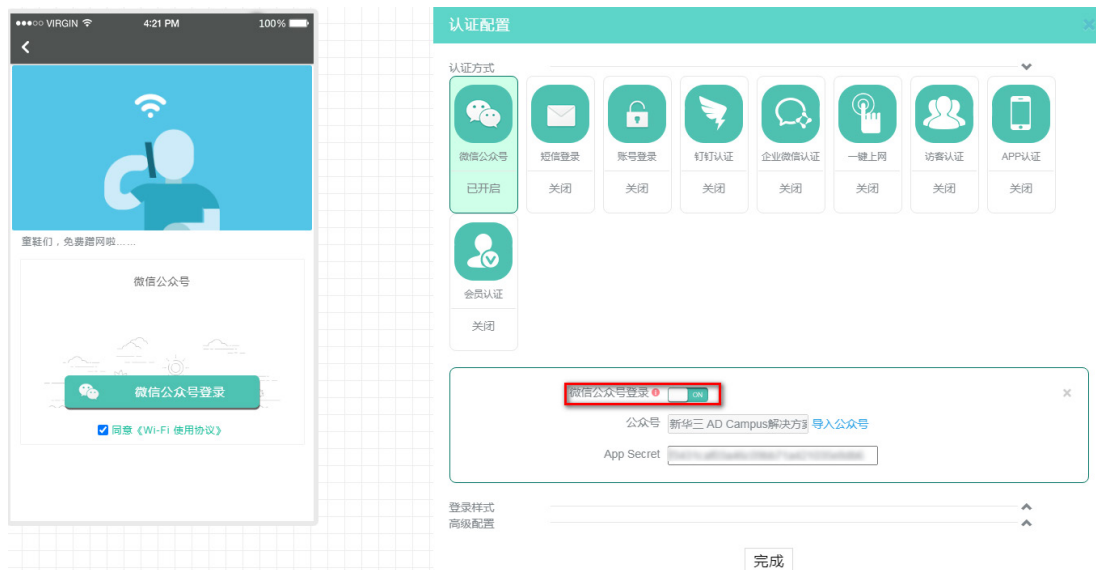 ●●●○○ VIRGIN 4:21 PM 100%
童鞋们，免费蹭网啦……
微信公众号
微信公众号登录
同意《Wi-Fi 使用协议》
认证配置
认证方式
微信公众号 短信登录 账号登录 钉钉认证 企业微信认证 一键上网 访客认证 APP认证
已开启 关闭 关闭 关闭 关闭 关闭 关闭 关闭
会员认证
关闭
微信公众号登录 ON
公众号 新华三 AD Campus解决方案 导入公众号
App Secret
登录样式
高级配置
完成